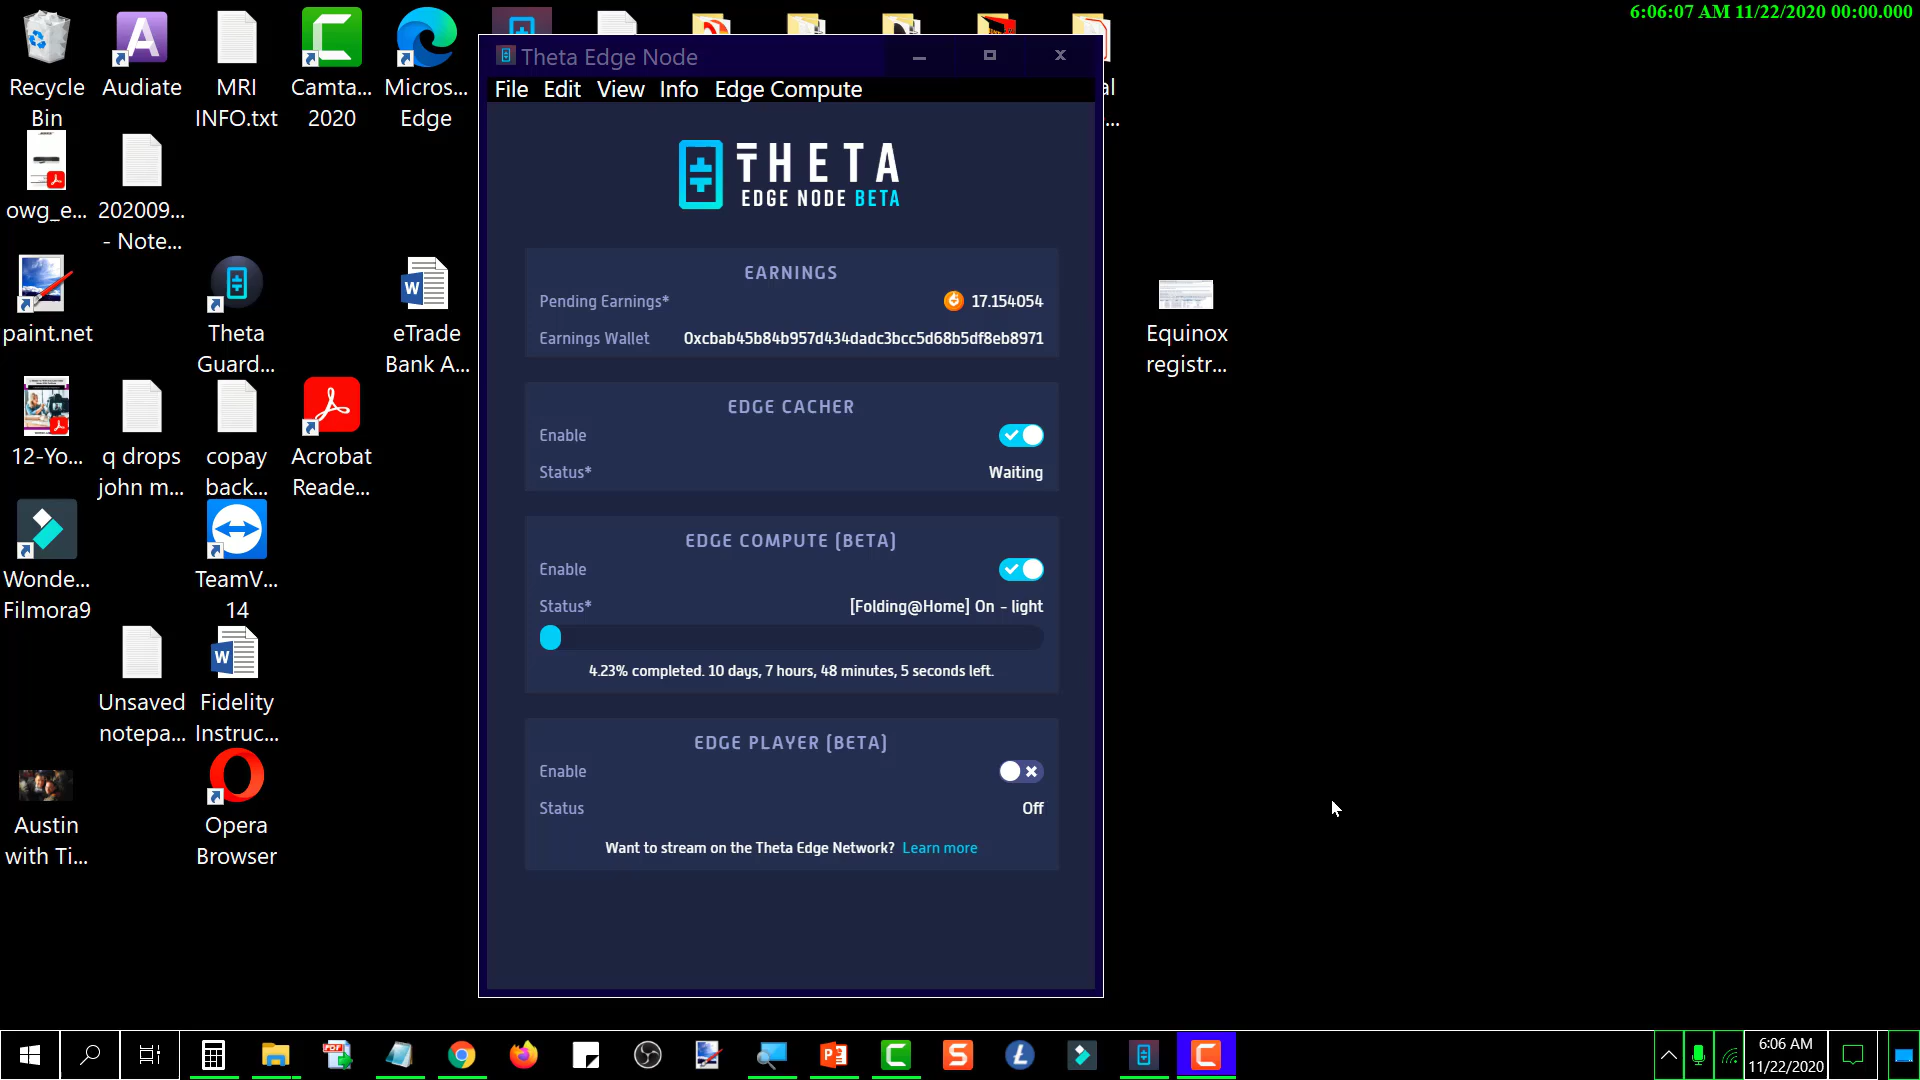 6:06:07 AM 11/22/2020 00:00.000
Recycle Bin
Audiate
MRI INFO.txt
Camta... 2020
Micros... Edge
owg_e...
202009... - Note...
paint.net
Theta Guard...
eTrade Bank A...
12-Yo...
q drops john m...
copay back...
Acrobat Reade...
Wonde... Filmora9
TeamV... 14
Unsaved notepa...
Fidelity Instruc...
Austin with Ti...
Opera Browser
Theta Edge Node
File Edit View Info Edge Compute
THETA
EDGE NODE BETA
EARNINGS
Pending Earnings* 17.154054
Earnings Wallet 0xcbab45b84b957d434dadc3bcc5d68b5df8eb8971
EDGE CACHER
Enable
Status* Waiting
EDGE COMPUTE [BETA]
Enable
Status* [Folding@Home] On - light
4.23% completed. 10 days, 7 hours, 48 minutes, 5 seconds left.
EDGE PLAYER [BETA]
Enable
Status Off
Want to stream on the Theta Edge Network? Learn more
al
...
Equinox registr...
6:06 AM
11/22/2020